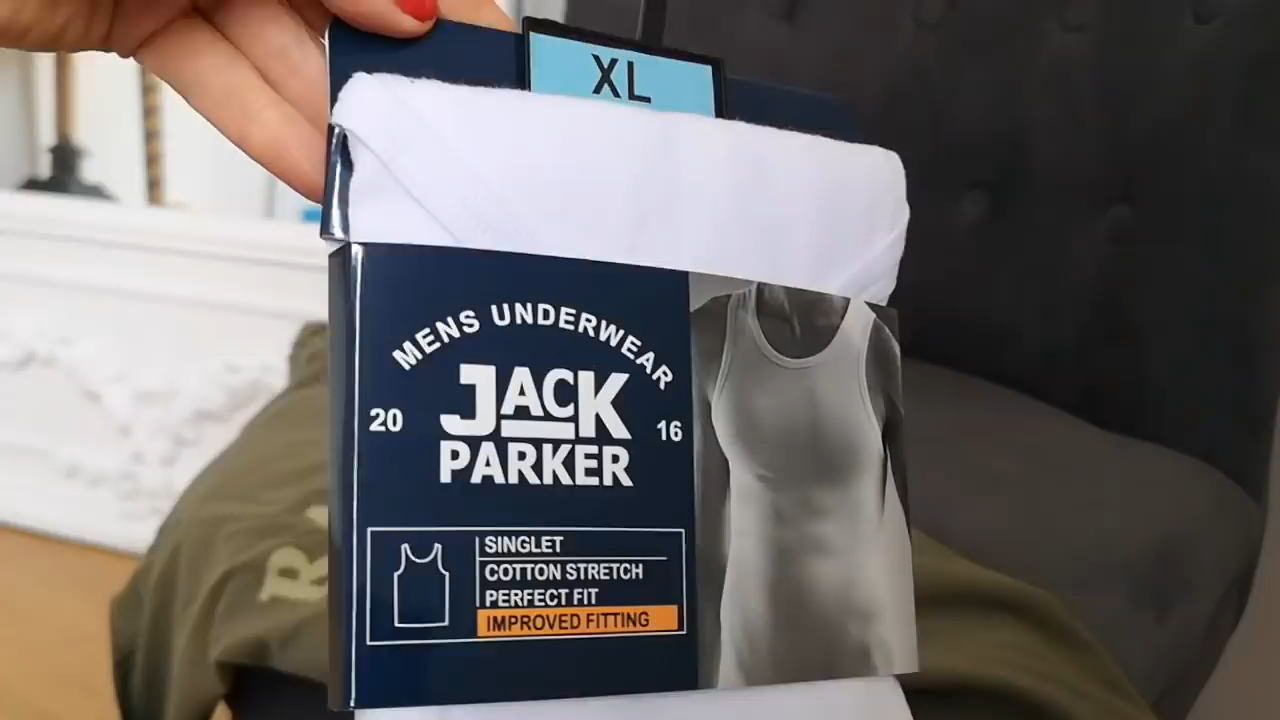 XL
MENS UNDERWEAR
JACK
20 16
PARKER
SINGLET
COTTON STRETCH
PERFECT FIT
IMPROVED FITTING
R